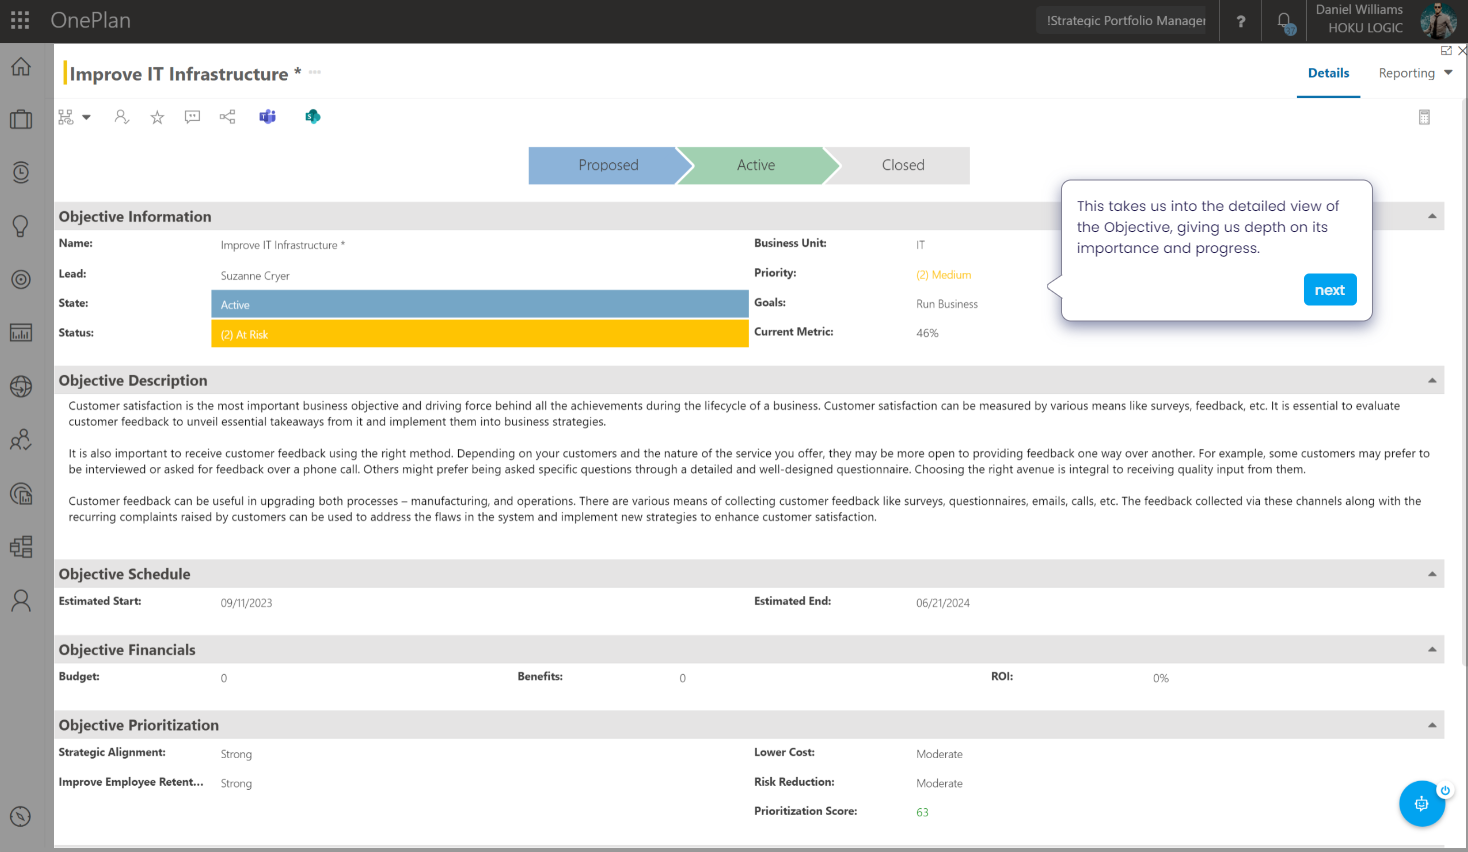 OnePlan
!Strategic Portfolio Manager
?
Daniel Williams
HOKU LOGIC
Improve IT Infrastructure *
Details
Reporting
Proposed
Active
Closed
This takes us into the detailed view of
the Objective, giving us depth on its
importance and progress.
next
Objective Information
Name:
Improve IT Infrastructure *
Business Unit:
IT
Lead:
Suzanne Cryer
Priority:
(2) Medium
State:
Active
Goals:
Run Business
Status:
(2) At Risk
Current Metric:
46%
Objective Description
Customer satisfaction is the most important business objective and driving force behind all the achievements during the lifecycle of a business. Customer satisfaction can be measured by various means like surveys, feedback, etc. It is essential to evaluate
customer feedback to unveil essential takeaways from it and implement them into business strategies.
It is also important to receive customer feedback using the right method. Depending on your customers and the nature of the service you offer, they may be more open to providing feedback one way over another. For example, some customers may prefer to
be interviewed or asked for feedback over a phone call. Others might prefer being asked specific questions through a detailed and well-designed questionnaire. Choosing the right avenue is integral to receiving quality input from them.
Customer feedback can be useful in upgrading both processes – manufacturing, and operations. There are various means of collecting customer feedback like surveys, questionnaires, emails, calls, etc. The feedback collected via these channels along with the
recurring complaints raised by customers can be used to address the flaws in the system and implement new strategies to enhance customer satisfaction.
Objective Schedule
Estimated Start:
09/11/2023
Estimated End:
06/21/2024
Objective Financials
Budget:
0
Benefits:
0
ROI:
0%
Objective Prioritization
Strategic Alignment:
Strong
Lower Cost:
Moderate
Improve Employee Retent...
Strong
Risk Reduction:
Moderate
Prioritization Score:
63